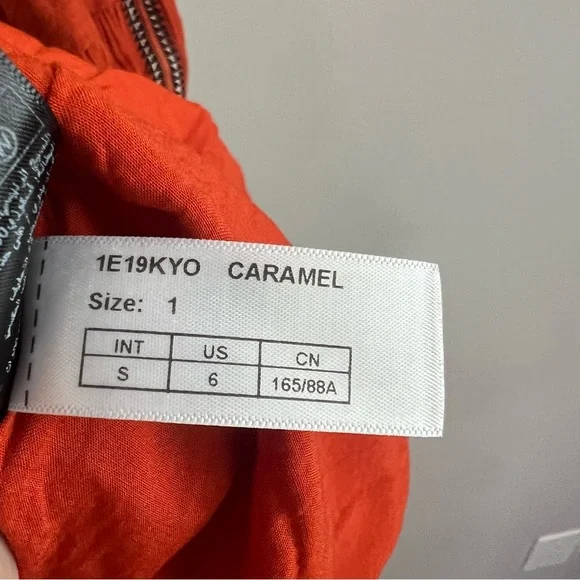 1E19KYO CARAMEL
Size: 1
INT US CN
S 6 165/88A